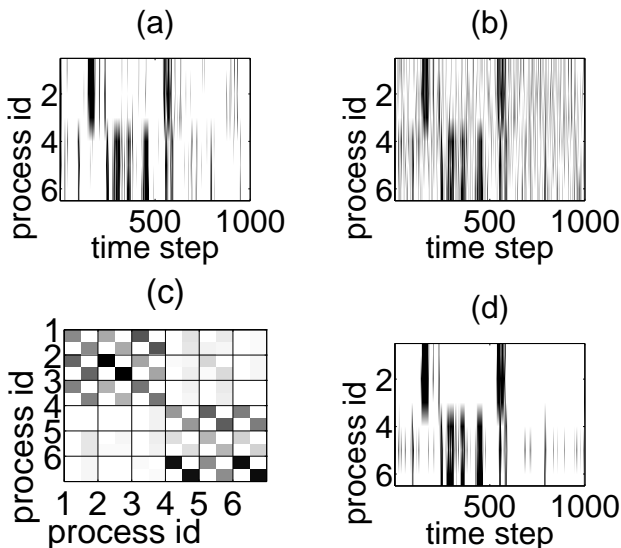 (a)
process id
2
4
6
500
1000
time step
(b)
process id
2
4
6
500
1000
time step
(c)
process id
1
2
3
4
5
6
1 2 3 4 5 6
process id
(d)
process id
2
4
6
500
1000
time step